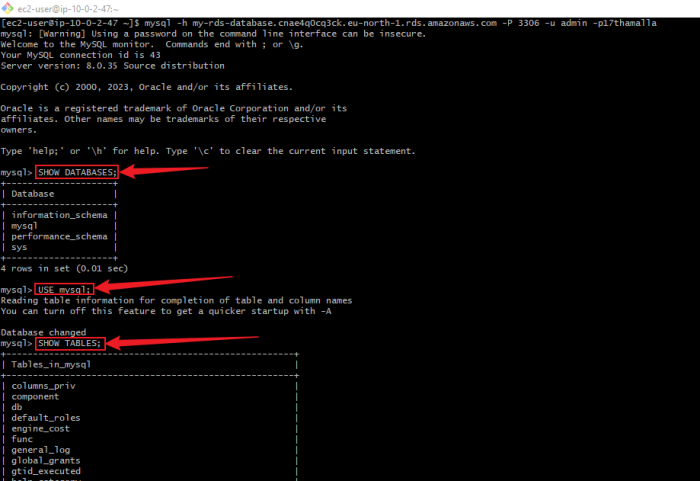 ec2-user@ip-10-0-2-47:~
[ec2-user@ip-10-0-2-47 ~]$ mysql -h my-rds-database.cnae4q0cq3ck.eu-north-1.rds.amazonaws.com -P 3306 -u admin -p17thamalla
mysql: [Warning] Using a password on the command line interface can be insecure.
Welcome to the MySQL monitor.  Commands end with ; or \g.
Your MySQL connection id is 43
Server version: 8.0.35 Source distribution

Copyright (c) 2000, 2023, Oracle and/or its affiliates.

Oracle is a registered trademark of Oracle Corporation and/or its
affiliates. Other names may be trademarks of their respective
owners.

Type 'help;' or '\h' for help. Type '\c' to clear the current input statement.

mysql> SHOW DATABASES;
+--------------------+
| Database           |
+--------------------+
| information_schema |
| mysql              |
| performance_schema |
| sys                |
+--------------------+
4 rows in set (0.01 sec)

mysql> USE mysql;
Reading table information for completion of table and column names
You can turn off this feature to get a quicker startup with -A

Database changed
mysql> SHOW TABLES;
+------------------------------------------------------+
| Tables_in_mysql                                      |
+------------------------------------------------------+
| columns_priv                                         |
| component                                            |
| db                                                   |
| default_roles                                        |
| engine_cost                                          |
| func                                                 |
| general_log                                          |
| global_grants                                        |
| gtid_executed                                        |